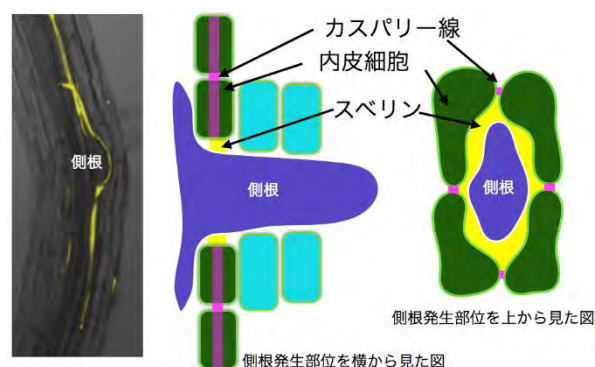 カスパリー線
内皮細胞
スベリン
側根
側根
側根
側根発生部位を上から見た図
側根発生部位を横から見た図